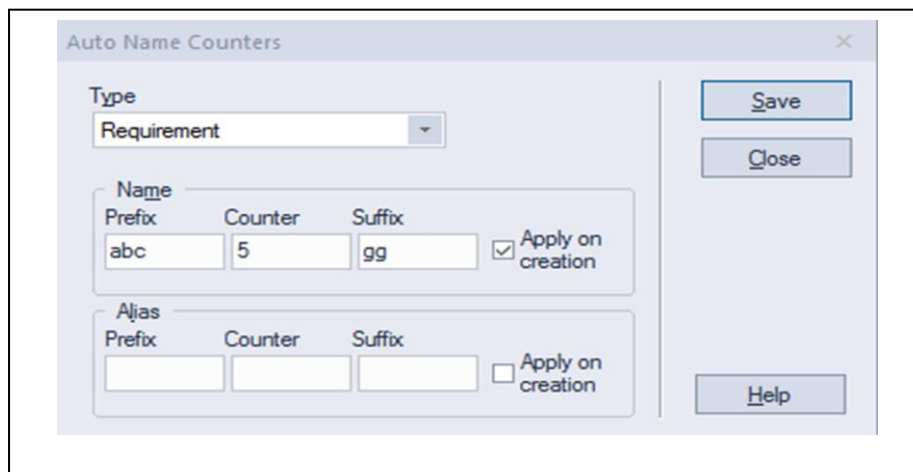 Auto Name Counters
Type
Requirement
Save
Close
Name
Prefix Counter Suffix
abc 5 gg
Apply on
creation
Alias
Prefix Counter Suffix
Apply on
creation
Help